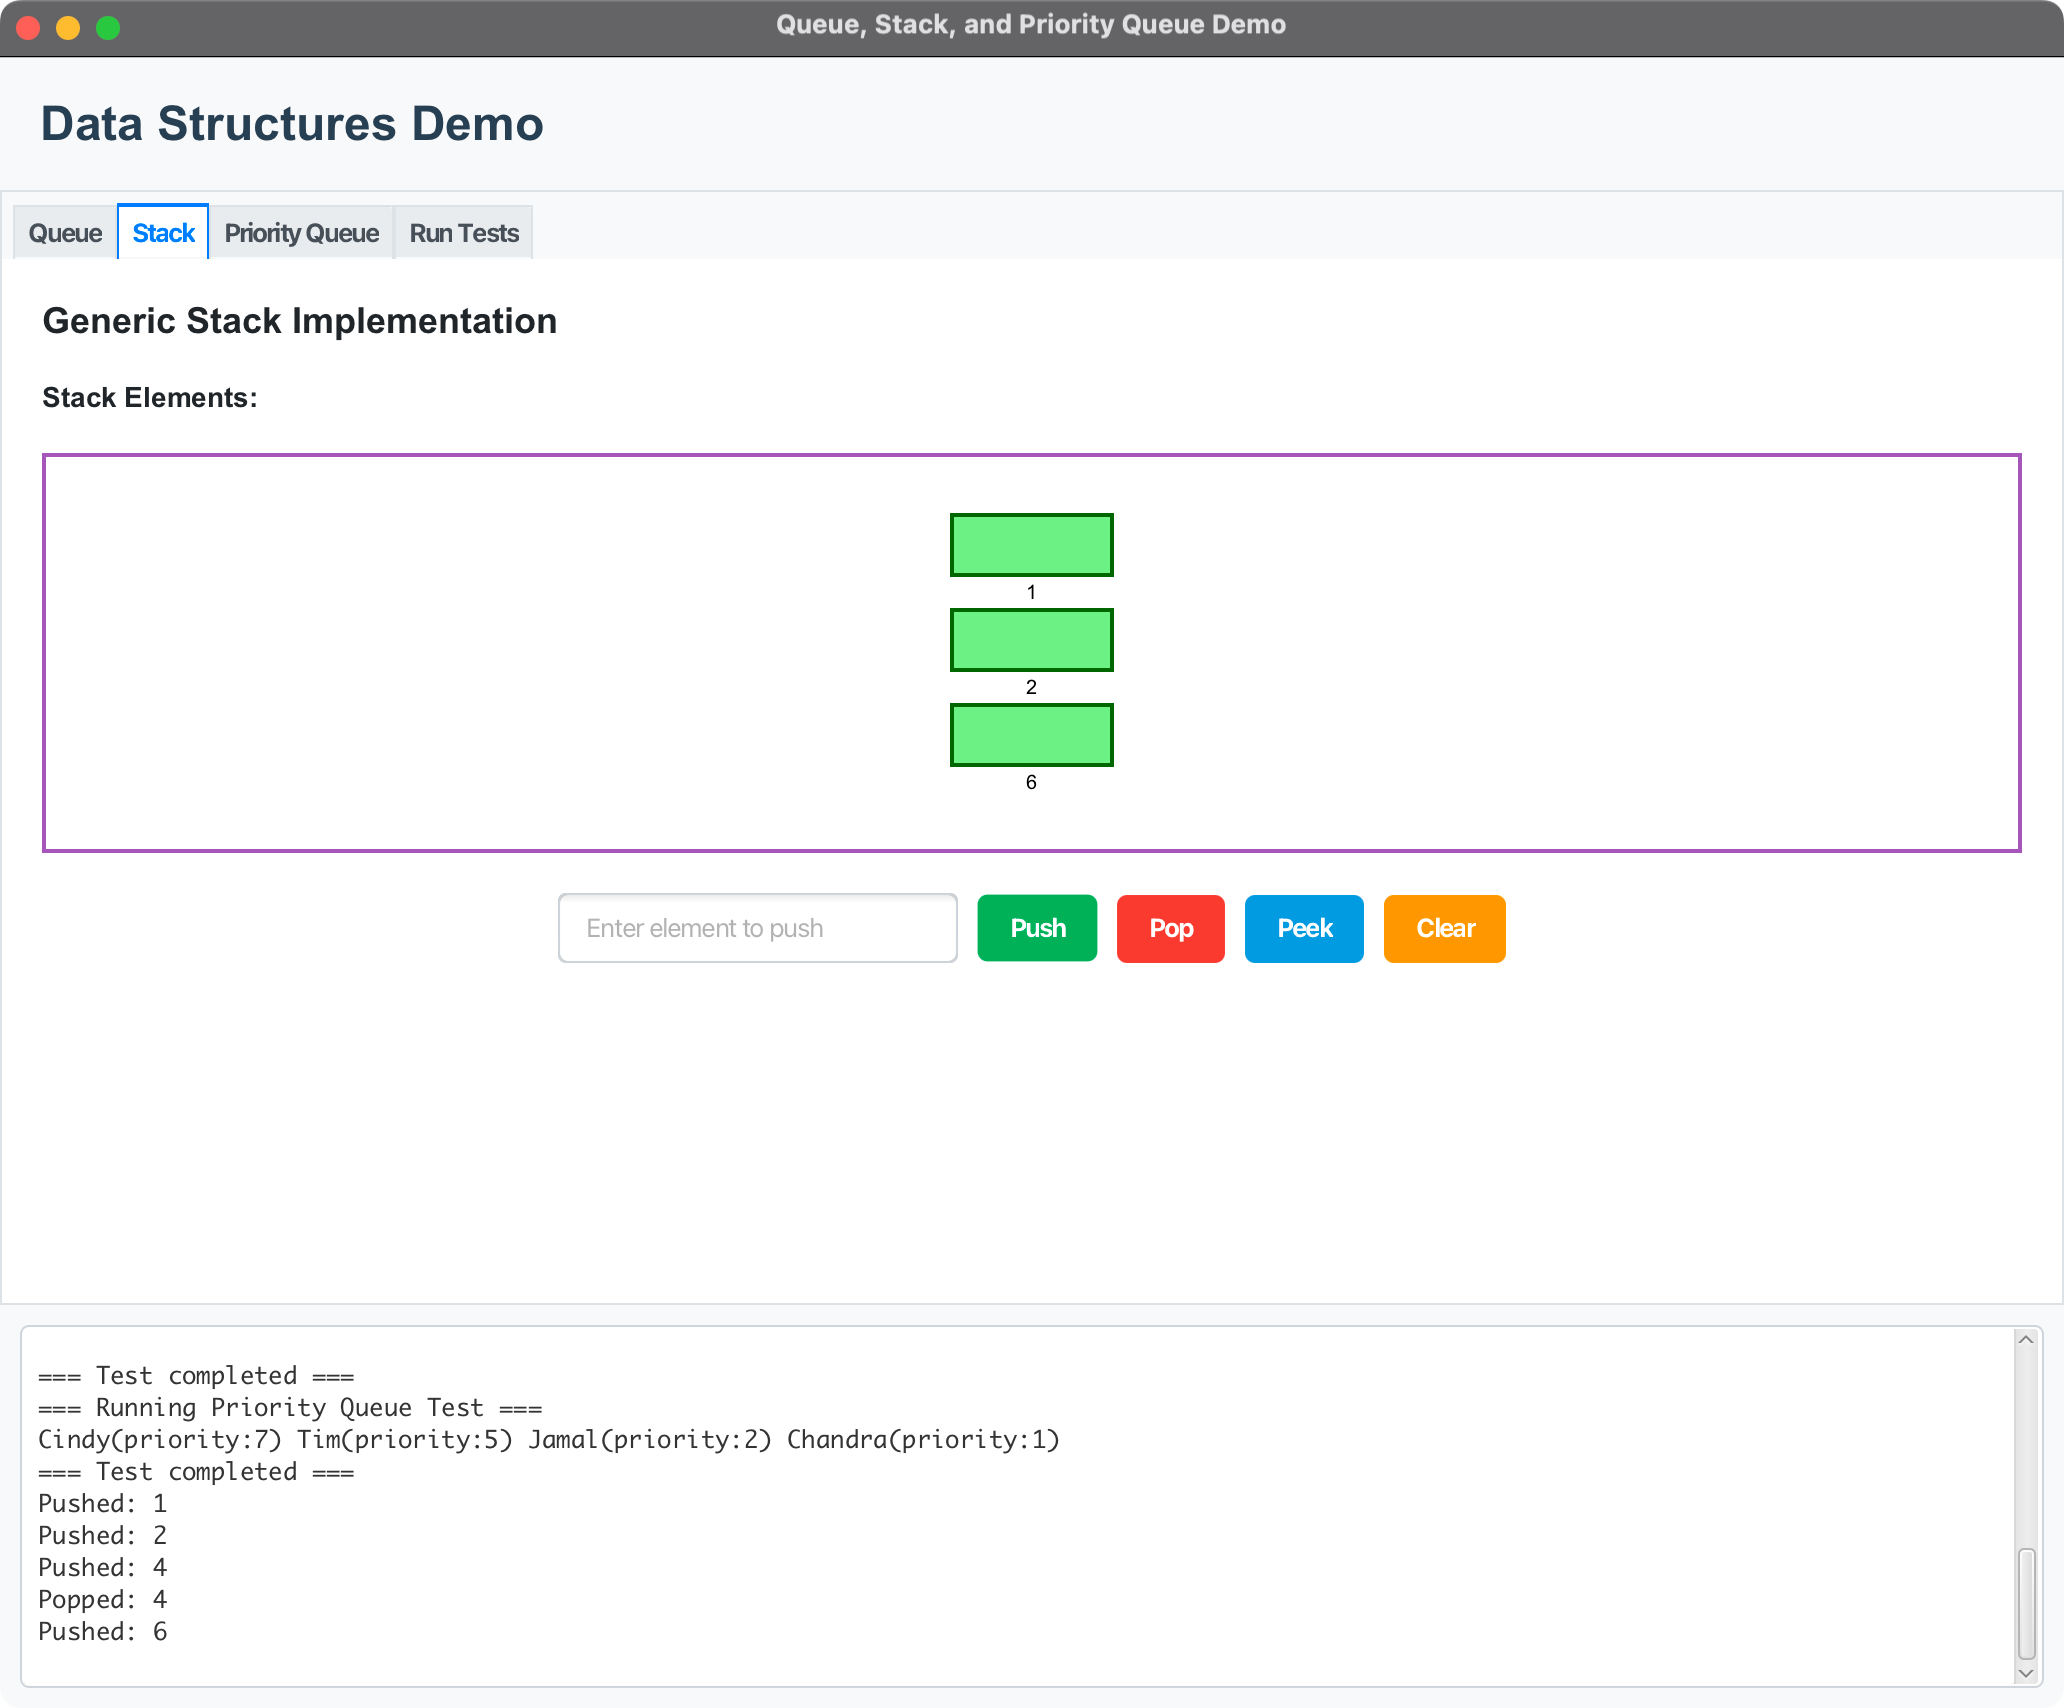 Queue, Stack, and Priority Queue Demo
Data Structures Demo
Queue Stack Priority Queue Run Tests
Generic Stack Implementation
Stack Elements:
1
2
6
Enter element to push Push Pop Peek Clear
=== Test completed ===
=== Running Priority Queue Test ===
Cindy(priority:7) Tim(priority:5) Jamal(priority:2) Chandra(priority:1)
=== Test completed ===
Pushed: 1
Pushed: 2
Pushed: 4
Popped: 4
Pushed: 6